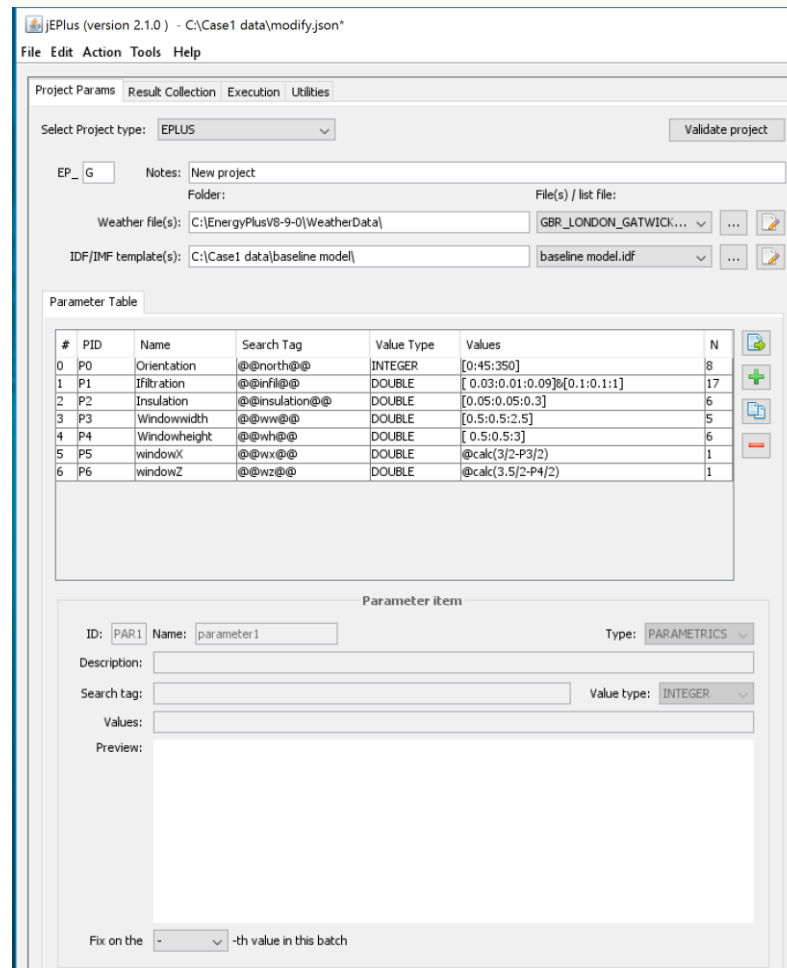 jEPlus (version 2.1.0 ) - C:\Case1 data\modify.json*
File Edit Action Tools Help
Project Params Result Collection Execution Utilities
Select Project type: EPLUS Validate project
EP_ G Notes: New project
Folder: File(s) / list file:
Weather file(s): C:\EnergyPlusV8-9-0\WeatherData\ GBR_LONDON_GATWICK... ...
IDF/IMF template(s): C:\Case1 data\baseline model\ baseline model.idf ...
Parameter Table
# PID Name Search Tag Value Type Values N
0 P0 Orientation @@north@@ INTEGER [0:45:350] 8
1 P1 Ifiltration @@infil@@ DOUBLE [ 0.03:0.01:0.09]&[0.1:0.1:1] 17
2 P2 Insulation @@insulation@@ DOUBLE [0.05:0.05:0.3] 6
3 P3 Windowwidth @@ww@@ DOUBLE [0.5:0.5:2.5] 5
4 P4 Windowheight @@wh@@ DOUBLE [ 0.5:0.5:3] 6
5 P5 windowX @@wx@@ DOUBLE @calc(3/2-P3/2) 1
6 P6 windowZ @@wz@@ DOUBLE @calc(3.5/2-P4/2) 1
Parameter item
ID: PAR1 Name: parameter1 Type: PARAMETRICS
Description:
Search tag: Value type: INTEGER
Values:
Preview:
Fix on the - -th value in this batch